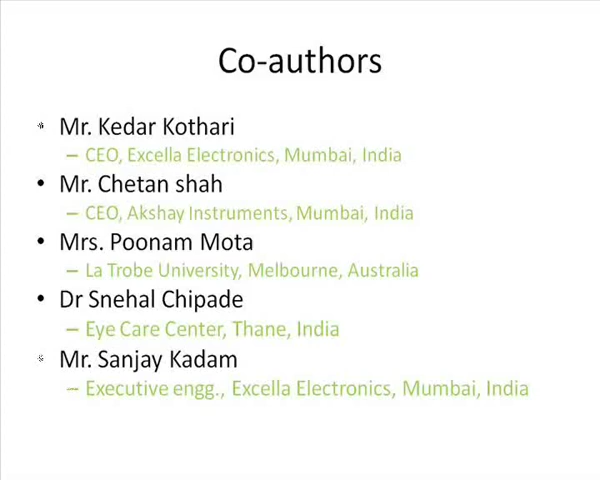 Co-authors
• Mr. Kedar Kothari
– CEO, Excella Electronics, Mumbai, India
• Mr. Chetan shah
– CEO, Akshay Instruments, Mumbai, India
• Mrs. Poonam Mota
– La Trobe University, Melbourne, Australia
• Dr Snehal Chipade
– Eye Care Center, Thane, India
• Mr. Sanjay Kadam
– Executive engg., Excella Electronics, Mumbai, India